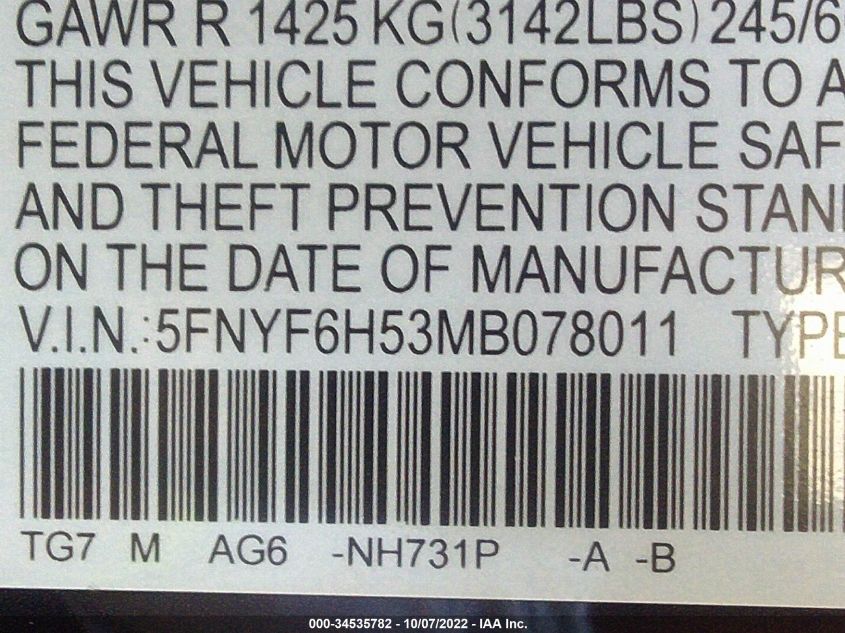 GAWR R 1425 KG(3142LBS) 245/6
THIS VEHICLE CONFORMS TO A
FEDERAL MOTOR VEHICLE SAF
AND THEFT PREVENTION STAN
ON THE DATE OF MANUFACTUR
V.I.N.:5FNYF6H53MB078011 TYPE
TG7 M AG6 -NH731P -A -B
000-34535782 - 10/07/2022 - IAA Inc.